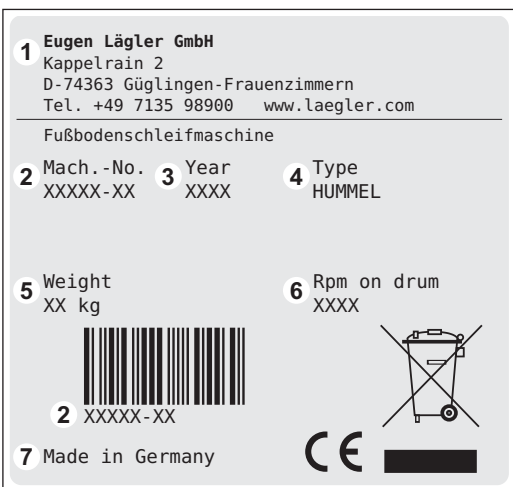 1 Eugen Lägler GmbH
Kappelrain 2
D-74363 Güglingen-Frauenzimmern
Tel. +49 7135 98900 www.laegler.com
Fußbodenschleifmaschine
2 Mach.-No. 3 Year 4 Type
XXXXX-XX XXXX HUMMEL
5 Weight 6 Rpm on drum
XX kg XXXX
2 XXXXX-XX
7 Made in Germany CE